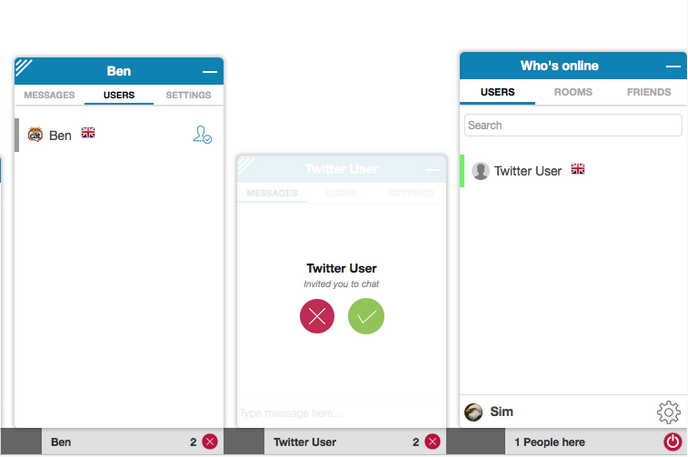 Ben
MESSAGES USERS SETTINGS
Ben
Ben 2
Twitter User
MESSAGES USERS SETTINGS
Twitter User
Invited you to chat
Type message here...
Twitter User 2
Who's online
USERS ROOMS FRIENDS
Search
Twitter User
Sim
1 People here